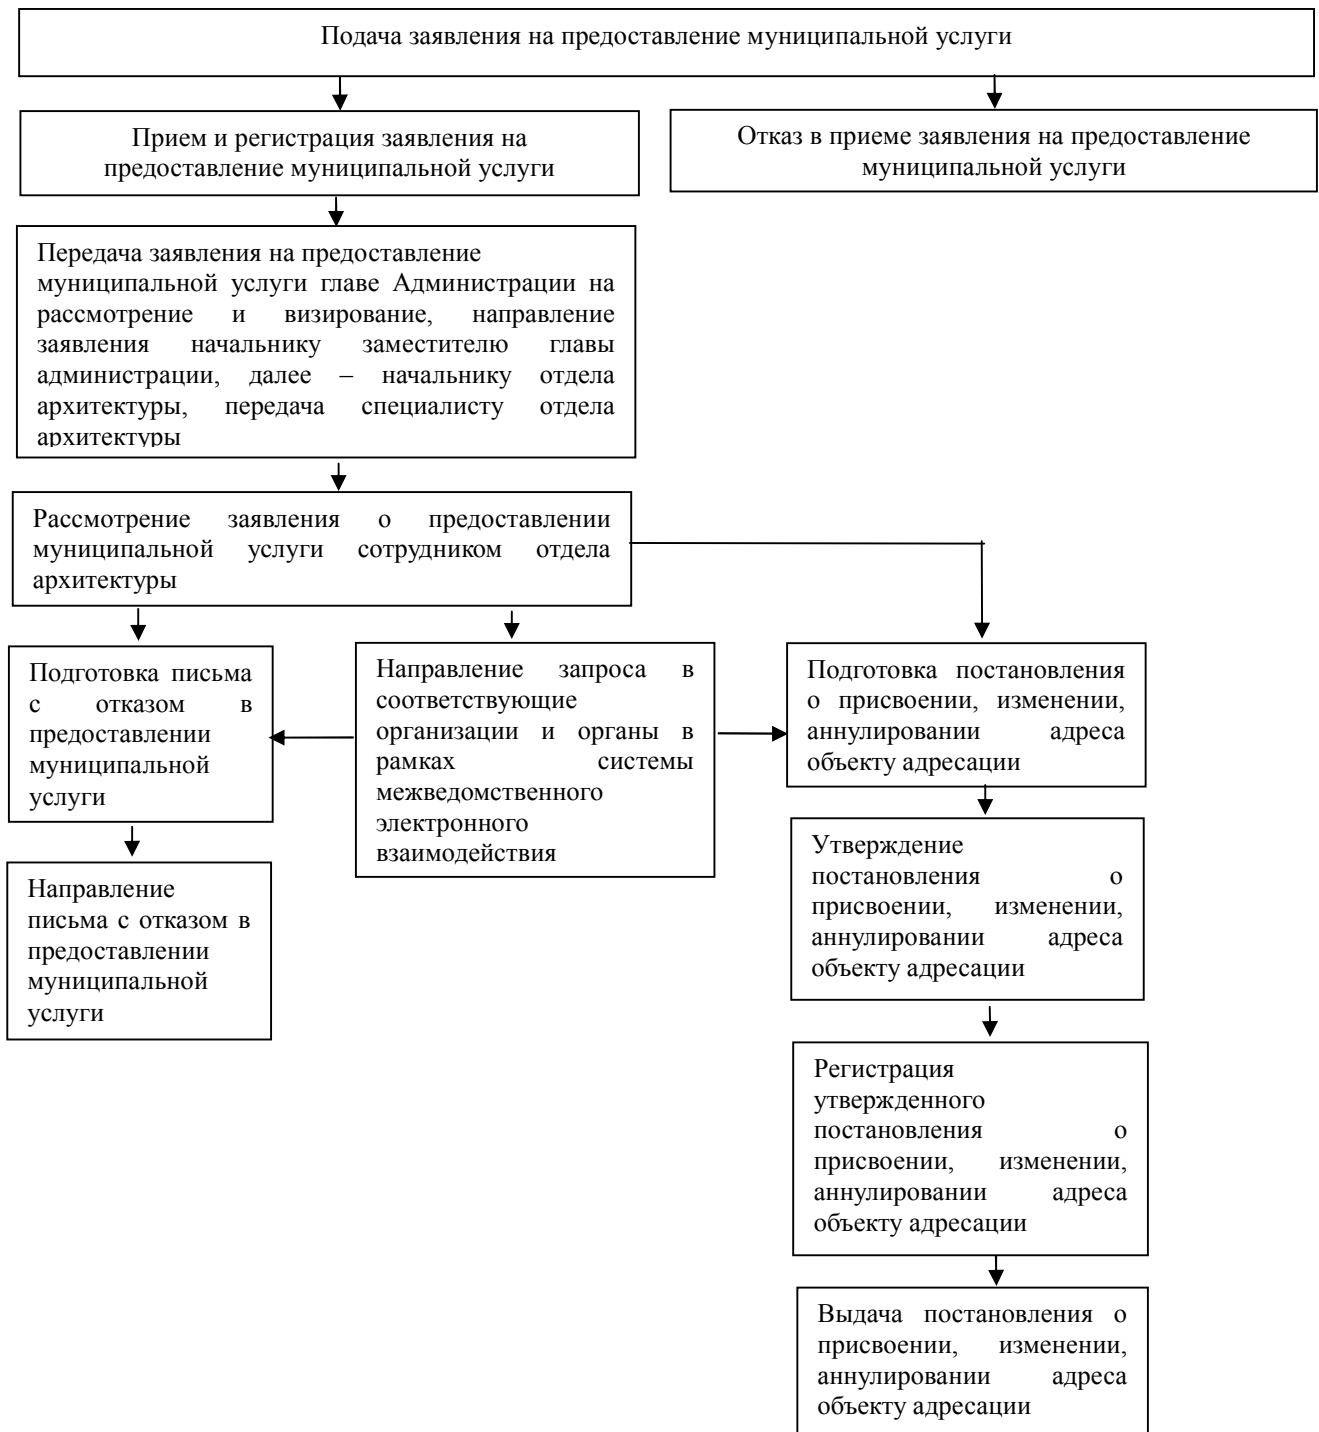 Подача заявления на предоставление муниципальной услуги
Прием и регистрация заявления на
предоставление муниципальной услуги
Отказ в приеме заявления на предоставление
муниципальной услуги
Передача заявления на предоставление
муниципальной услуги главе Администрации на
рассмотрение и визирование, направление
заявления начальнику заместителю главы
администрации, далее – начальнику отдела
архитектуры, передача специалисту отдела
архитектуры
Рассмотрение заявления о предоставлении
муниципальной услуги сотрудником отдела
архитектуры
Подготовка письма
с отказом в
предоставлении
муниципальной
услуги
Направление запроса в
соответствующие
организации и органы в
рамках системы
межведомственного
электронного
взаимодействия
Подготовка постановления
о присвоении, изменении,
аннулировании адреса
объекту адресации
Направление
письма с отказом в
предоставлении
муниципальной
услуги
Утверждение
постановления о
присвоении, изменении,
аннулировании адреса
объекту адресации
Регистрация
утвержденного
постановления о
присвоении, изменении,
аннулировании адреса
объекту адресации
Выдача постановления о
присвоении, изменении,
аннулировании адреса
объекту адресации